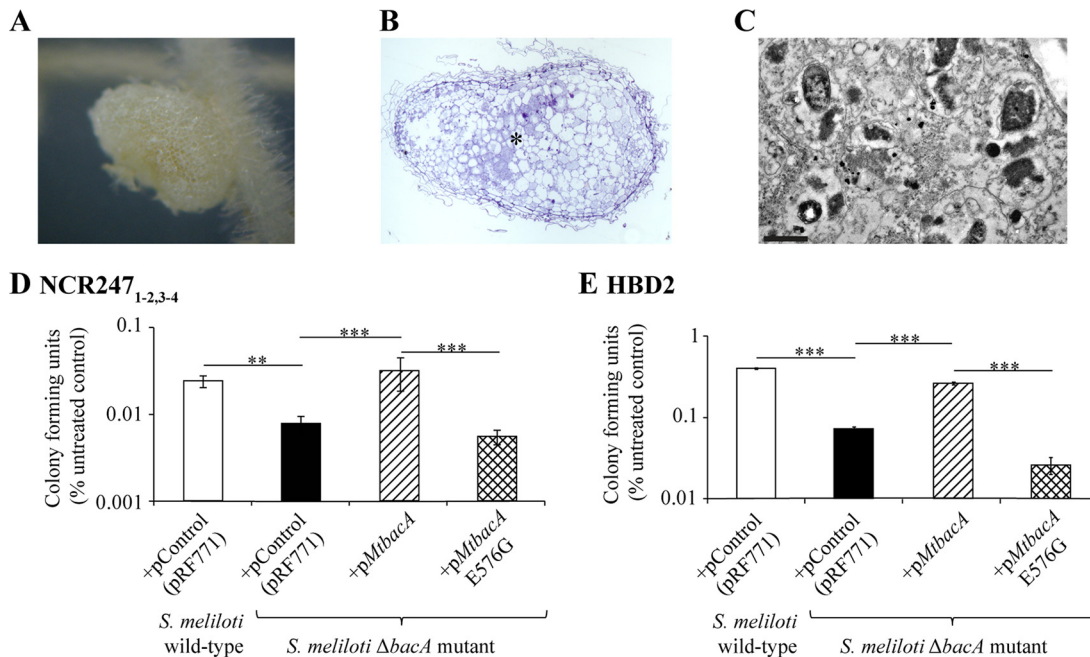 A
B
C
*
D NCR247 1-2,3-4
Colony forming units
(% untreated control)
0.1
0.01
0.001
**
***
***
+pControl
(pRF771)
+pControl
(pRF771)
+pMtbacA
+pMtbacA
E576G
S. meliloti
wild-type
S. meliloti ΔbacA mutant
E HBD2
Colony forming units
(% untreated control)
1
0.1
0.01
***
***
***
+pControl
(pRF771)
+pControl
(pRF771)
+pMtbacA
+pMtbacA
E576G
S. meliloti
wild-type
S. meliloti ΔbacA mutant